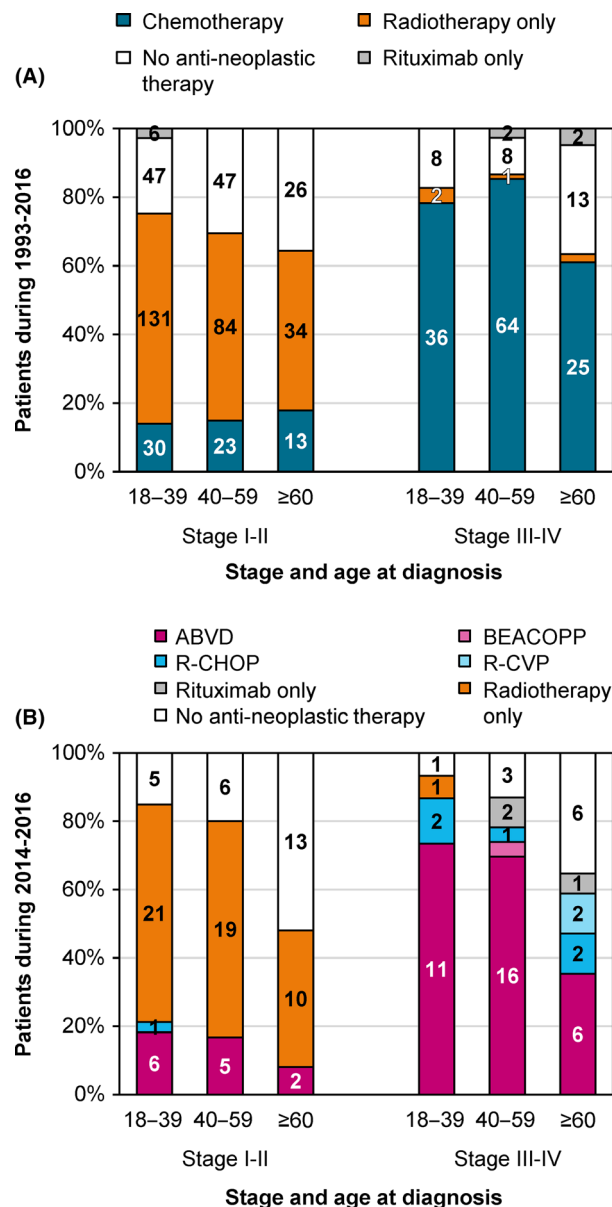 Chemotherapy Radiotherapy only
No anti-neoplastic therapy Rituximab only
(A)
Patients during 1993-2016
100%
80%
60%
40%
20%
0%
6 2 2
47 47 26 8 8 13
2 1
131 84 34 36 64 25
30 23 13
18–39 40–59 ≥60 18–39 40–59 ≥60
Stage I-II Stage III-IV
Stage and age at diagnosis
ABVD BEACOPP
R-CHOP R-CVP
Rituximab only Radiotherapy only
No anti-neoplastic therapy
(B)
Patients during 2014-2016
100%
80%
60%
40%
20%
0%
5 6 13 1 3 6
1 2 1
21 19 10 2 1 2
1 2
6 5 2 11 16 6
18–39 40–59 ≥60 18–39 40–59 ≥60
Stage I-II Stage III-IV
Stage and age at diagnosis